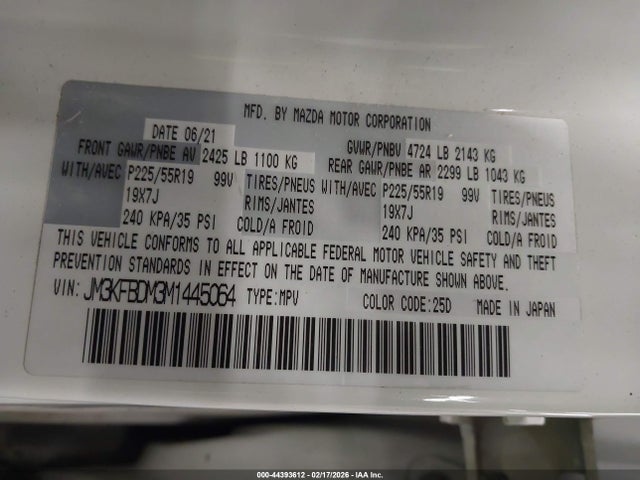 MFD. BY MAZDA MOTOR CORPORATION
DATE 06/21 GVWR/PNBV 4724 LB 2143 KG
FRONT GAWR/PNBE AV 2425 LB 1100 KG REAR GAWR/PNBE AR 2299 LB 1043 KG
WITH/AVEC P225/55R19 99V TIRES/PNEUS WITH/AVEC P225/55R19 99V TIRES/PNEUS
19X7J RIMS/JANTES 19X7J RIMS/JANTES
240 KPA/35 PSI COLD/A FROID 240 KPA/35 PSI COLD/A FROID
THIS VEHICLE CONFORMS TO ALL APPLICABLE FEDERAL MOTOR VEHICLE SAFETY AND THEFT
PREVENTION STANDARDS IN EFFECT ON THE DATE OF MANUFACTURE SHOWN ABOVE.
VIN: JM3KFBDM3M1445064 TYPE:MPV COLOR CODE:25D MADE IN JAPAN
000-44393612 - 02/17/2026 - IAA Inc.